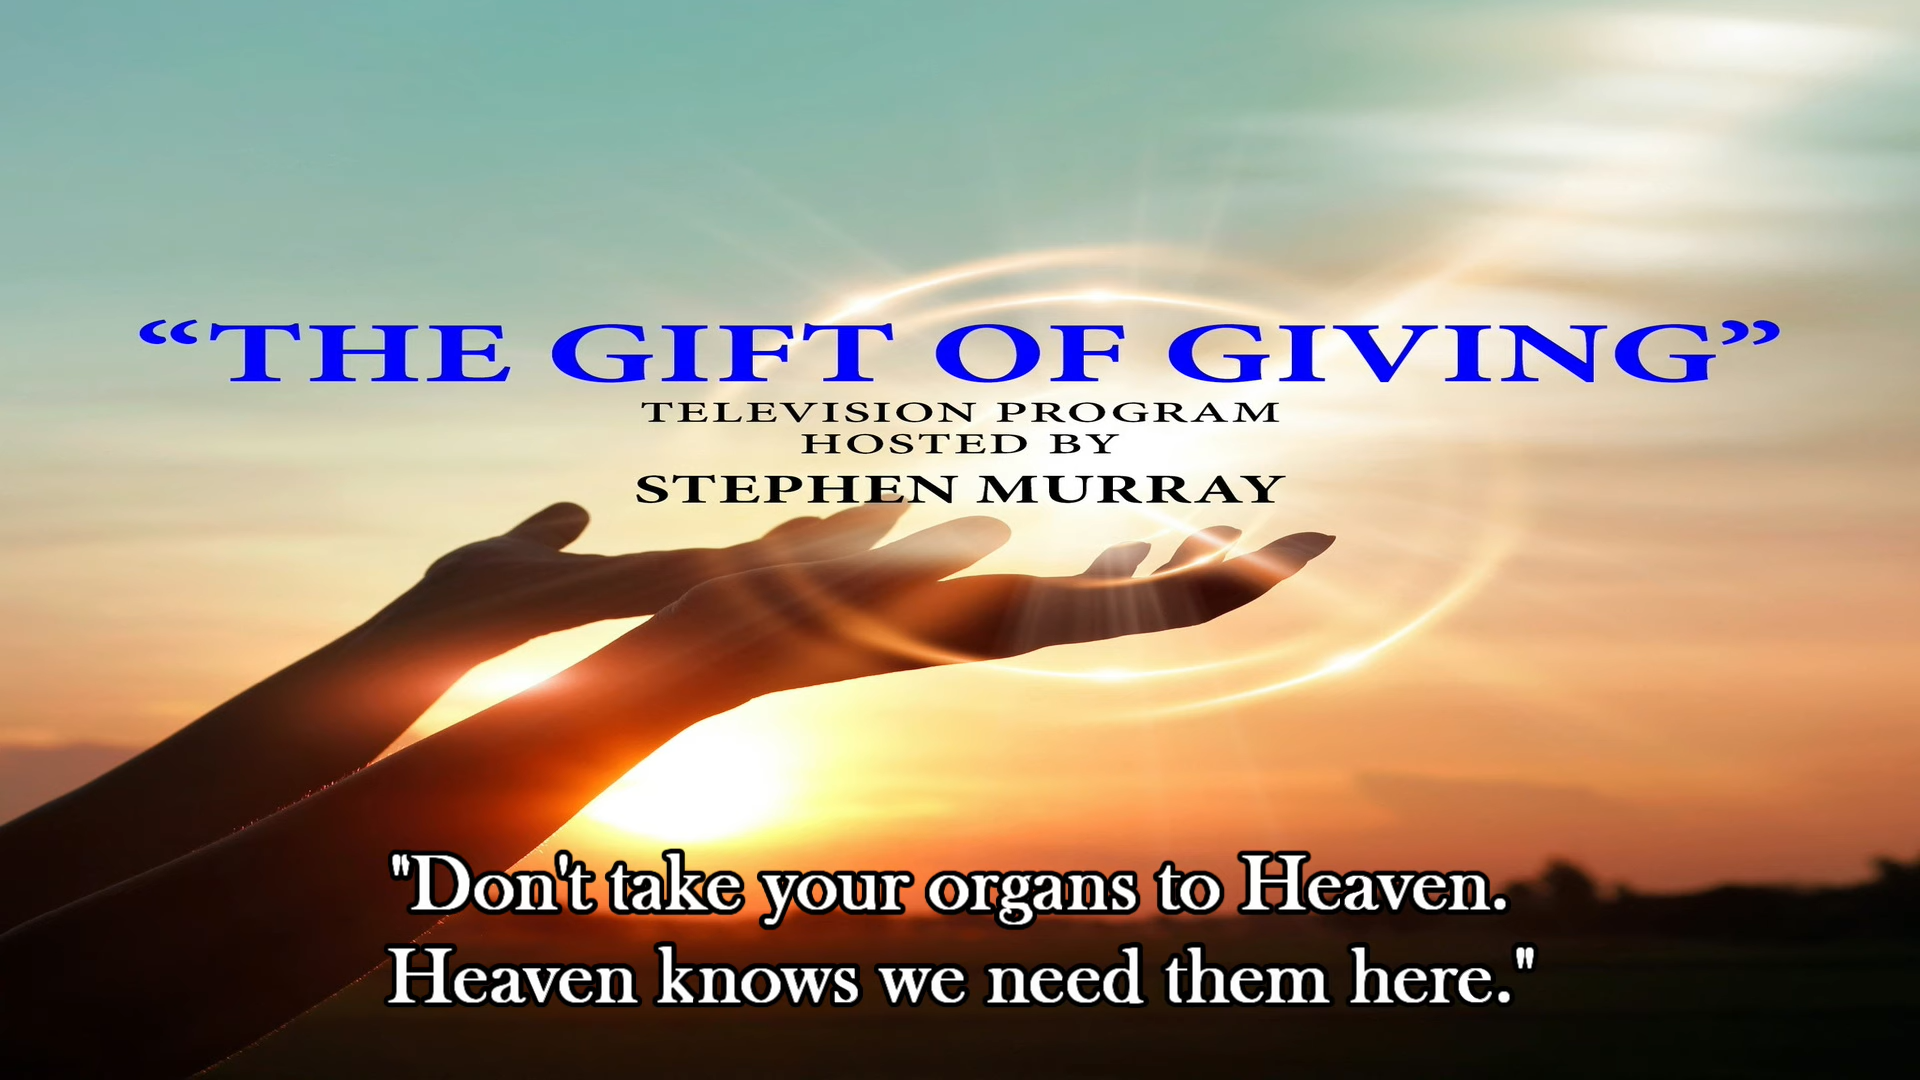 “THE GIFT OF GIVING”
TELEVISION PROGRAM
HOSTED BY
STEPHEN MURRAY
"Don't take your organs to Heaven.
Heaven knows we need them here."